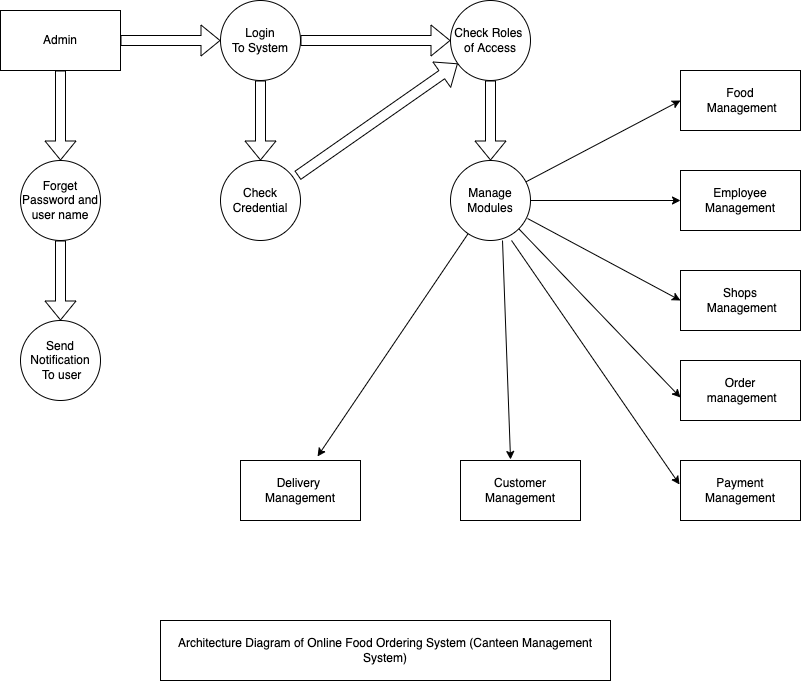 Admin
Login
To System
Check Roles
of Access
Food
Management
Forget
Password and
user name
Check
Credential
Manage
Modules
Employee
Management
Shops
Management
Send
Notification
To user
Order
management
Delivery
Management
Customer
Management
Payment
Management
Architecture Diagram of Online Food Ordering System (Canteen Management
System)